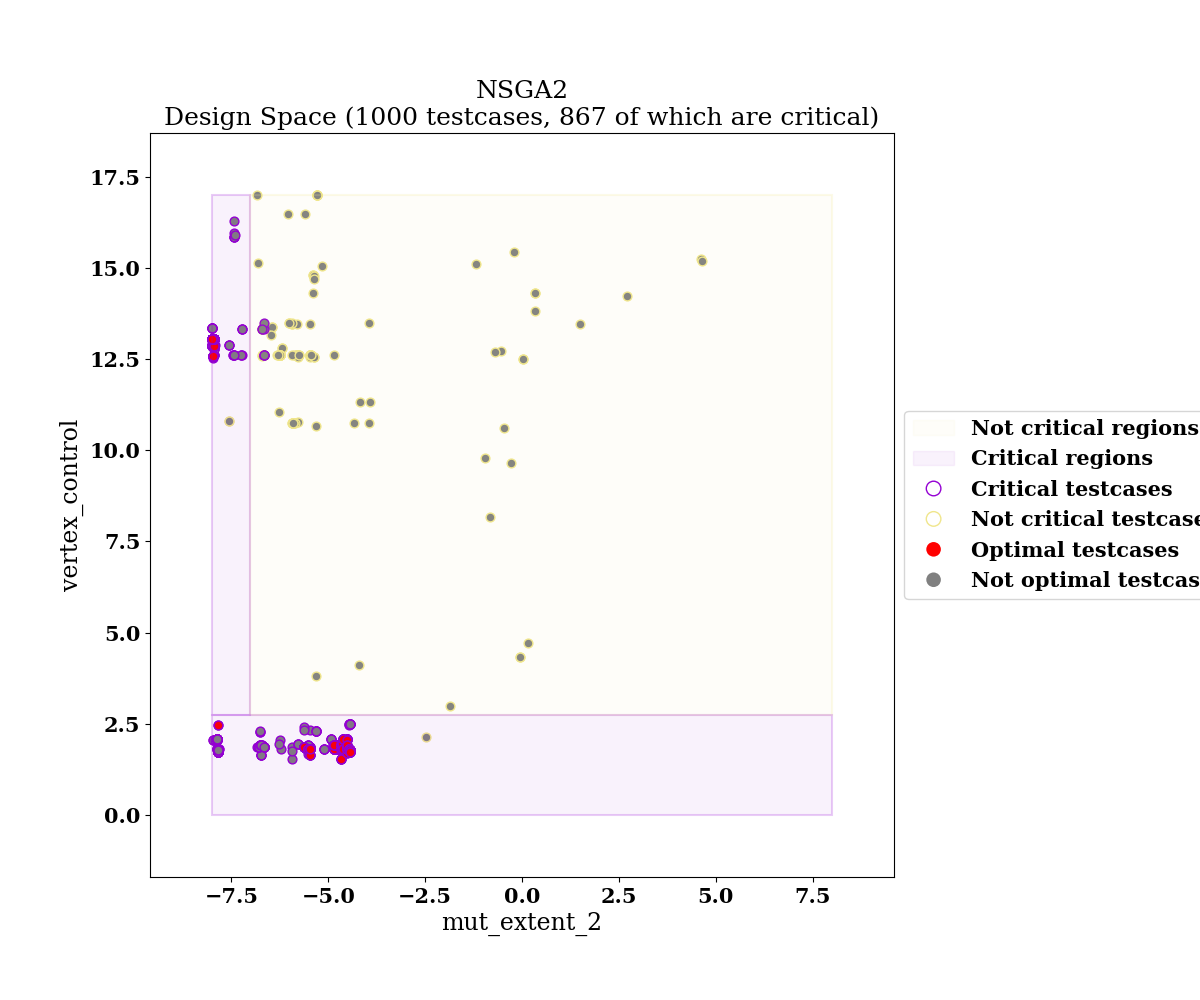 NSGA2
Design Space (1000 testcases, 867 of which are critical)
17.5
15.0
12.5
10.0
7.5
5.0
2.5
0.0
vertex_control
−7.5 −5.0 −2.5 0.0 2.5 5.0 7.5
mut_extent_2
Not critical regions
Critical regions
Critical testcases
Not critical testcase
Optimal testcases
Not optimal testcas